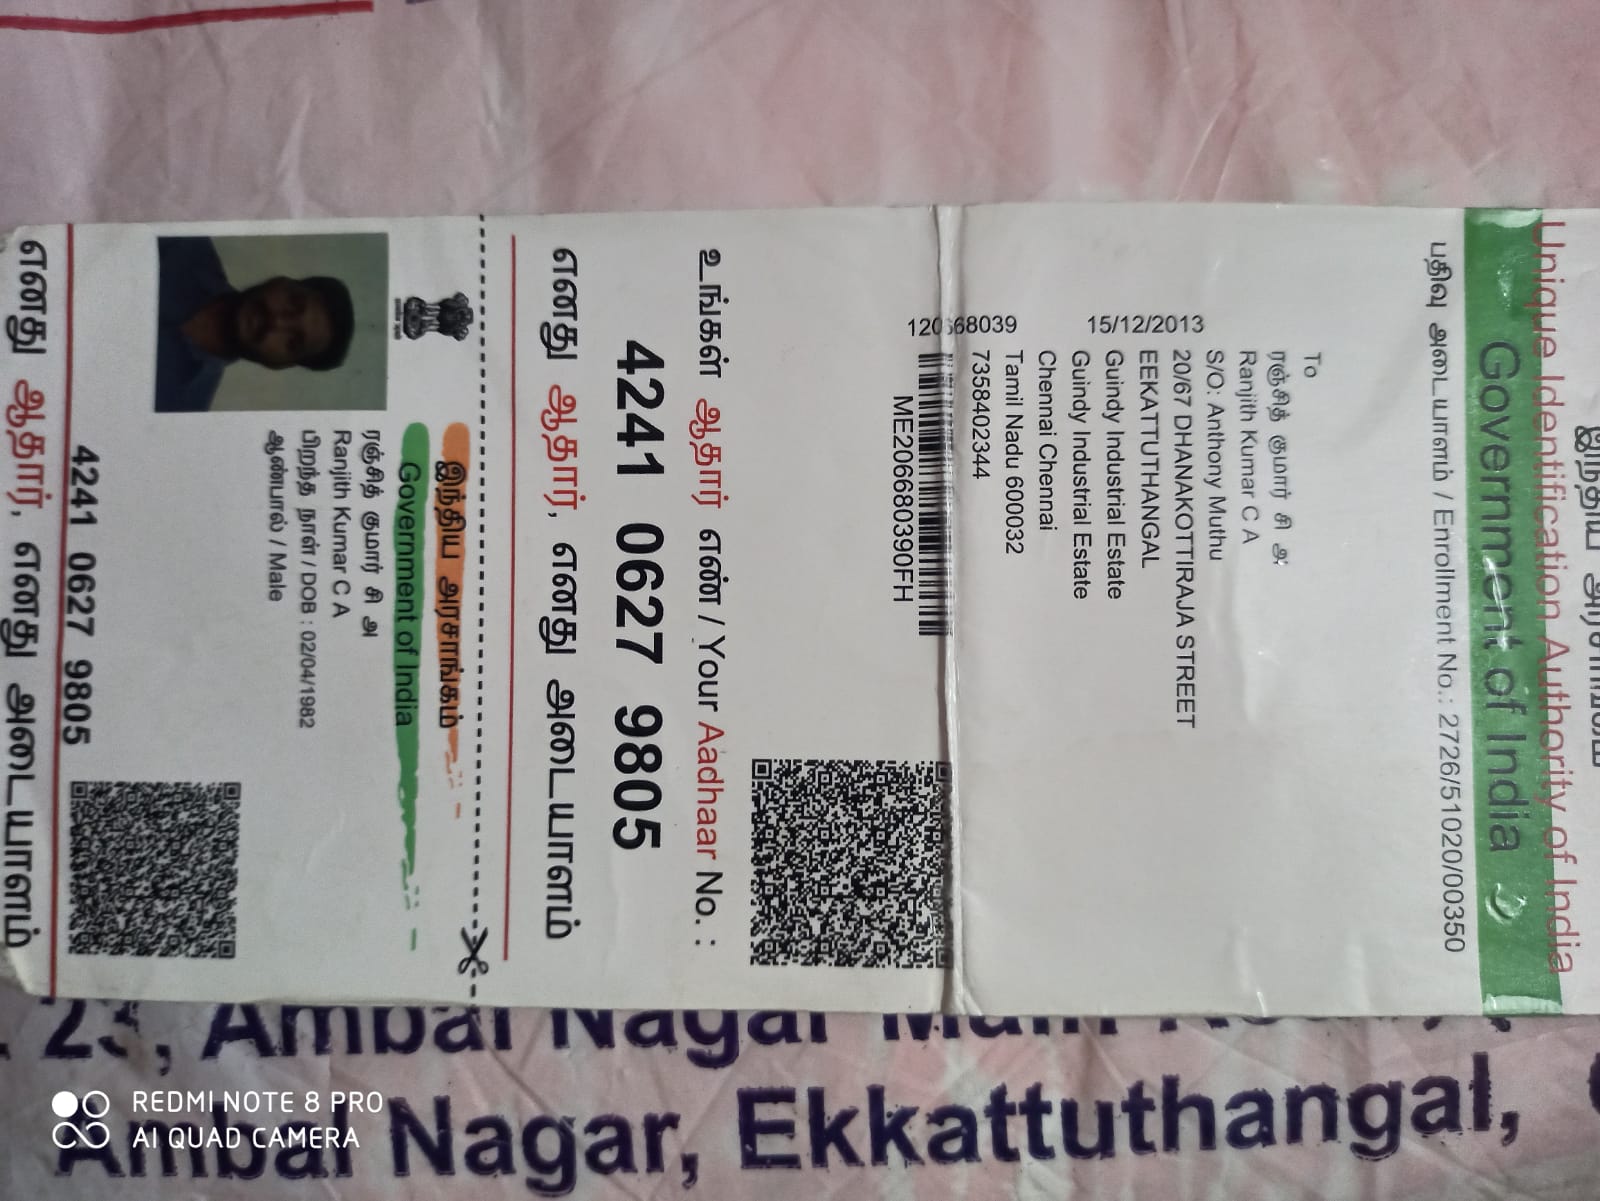 Unique Identification Authority of India
Government of India
பதிவு அடையாளம் / Enrollment No.: 2726/51020/00350
To
ரஞ்சித் குமார் சி அ
Ranjith Kumar C A
S/O: Anthony Muthu
20/67 DHANAKOTTIRAJA STREET
EEKATTUTHANGAL
Guindy Industrial Estate
Guindy Industrial Estate
Chennai Chennai
Tamil Nadu 600032
7358402344
15/12/2013
ME206680390FH
உங்கள் ஆதார் எண் / Your Aadhaar No. :
4241 0627 9805
எனது ஆதார், எனது அடையாளம்
இந்திய அரசாங்கம்
Government of India
ரஞ்சித் குமார் சி அ
Ranjith Kumar C A
பிறந்த நாள் / DOB : 02/04/1982
ஆண்பால் / Male
4241 0627 9805
எனது ஆதார், எனது அடையாளம்
Ambal Nagar
Ambal Nagar, Ekkattuthangal,
REDMI NOTE 8 PRO
AI QUAD CAMERA